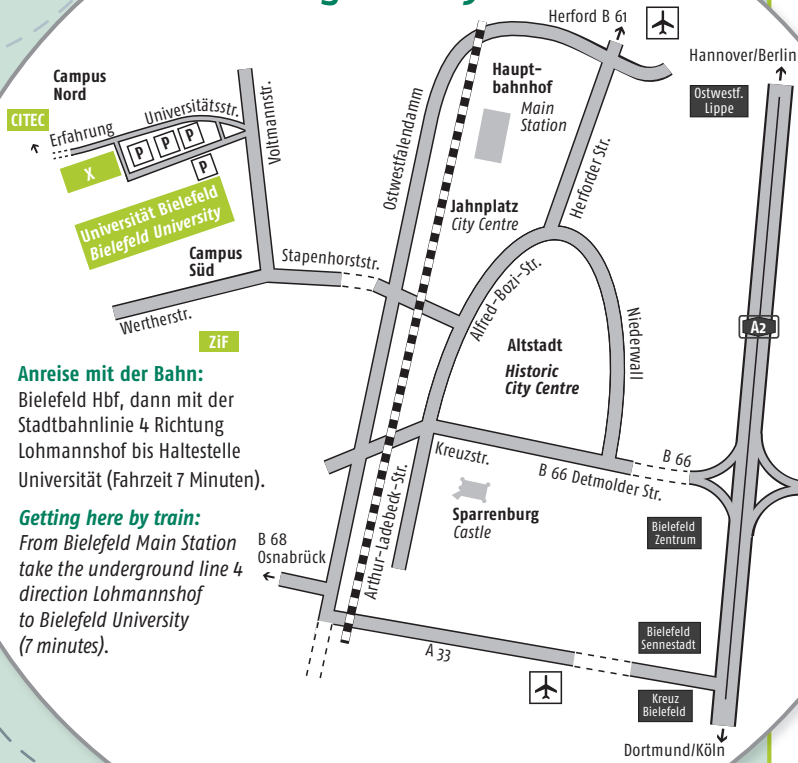 Herford B 61
Hannover/Berlin
Ostwestf.
Lippe
Campus
Nord
CITEC
Erfahrung
Universitätsstr.
Voltmannstr.
P
P
P
P
X
Universität Bielefeld
Bielefeld University
Campus
Süd
Stapenhorststr.
Wertherstr.
ZiF
Ostwestfalendamm
Haupt-
bahnhof
Main
Station
Herforder Str.
Jahnplatz
City Centre
Alfred-Bozi-Str.
Altstadt
Historic
City Centre
Niederwall
A2
Anreise mit der Bahn:
Bielefeld Hbf, dann mit der
Stadtbahnlinie 4 Richtung
Lohmannshof bis Haltestelle
Universität (Fahrzeit 7 Minuten).
Getting here by train:
From Bielefeld Main Station
take the underground line 4
direction Lohmannshof
to Bielefeld University
(7 minutes).
Kreuzstr.
B 66 Detmolder Str.
B 66
Sparrenburg
Castle
Bielefeld
Zentrum
B 68
Osnabrück
Arthur-Ladebeck-Str.
A 33
Bielefeld
Sennestadt
Kreuz
Bielefeld
Dortmund/Köln